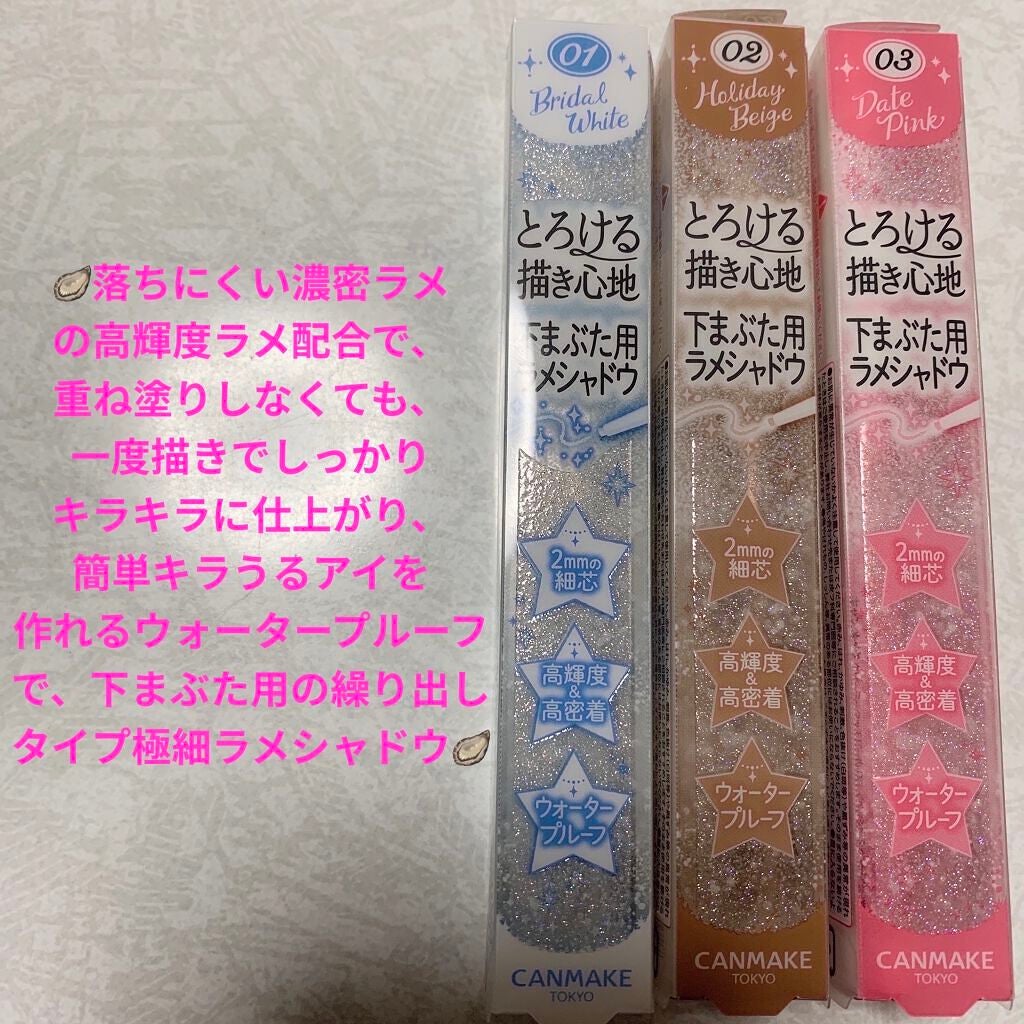 🦪落ちにくい濃密ラメ
の高輝度ラメ配合で、
重ね塗りしなくても、
一度描きでしっかり
キラキラに仕上がり、
簡単キラうるアイを
作れるウォータープルーフ
で、下まぶた用の繰り出し
タイプ極細ラメシャドウ🦪
01
Bridal
White
とろける
描き心地
下まぶた用
ラメシャドウ
2mmの
細芯
高輝度
&
高密着
ウォーター
プルーフ
CANMAKE
TOKYO
02
Holiday
Beige
とろける
描き心地
下まぶた用
ラメシャドウ
2mmの
細芯
高輝度
&
高密着
ウォーター
プルーフ
CANMAKE
TOKYO
03
Date
Pink
とろける
描き心地
下まぶた用
ラメシャドウ
2mmの
細芯
高輝度
&
高密着
ウォーター
プルーフ
CANMAKE
TOKYO